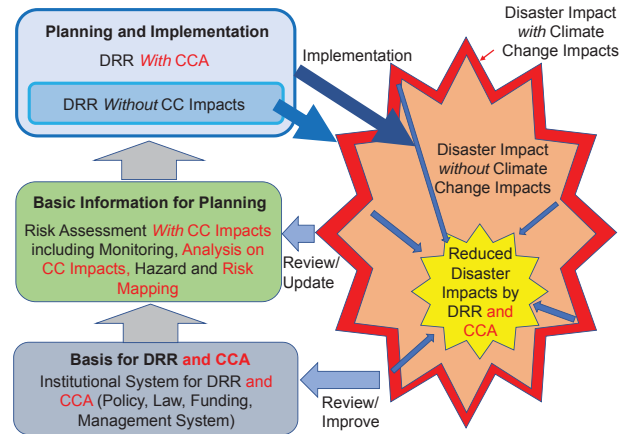 Planning and Implementation
DRR With CCA
DRR Without CC Impacts
Implementation
Disaster Impact
with Climate
Change Impacts
Disaster Impact
without Climate
Change Impacts
Basic Information for Planning
Risk Assessment With CC Impacts
including Monitoring, Analysis on
CC Impacts, Hazard and Risk
Mapping
Review/
Update
Reduced
Disaster
Impacts by
DRR and
CCA
Basis for DRR and CCA
Institutional System for DRR and
CCA (Policy, Law, Funding,
Management System)
Review/
Improve